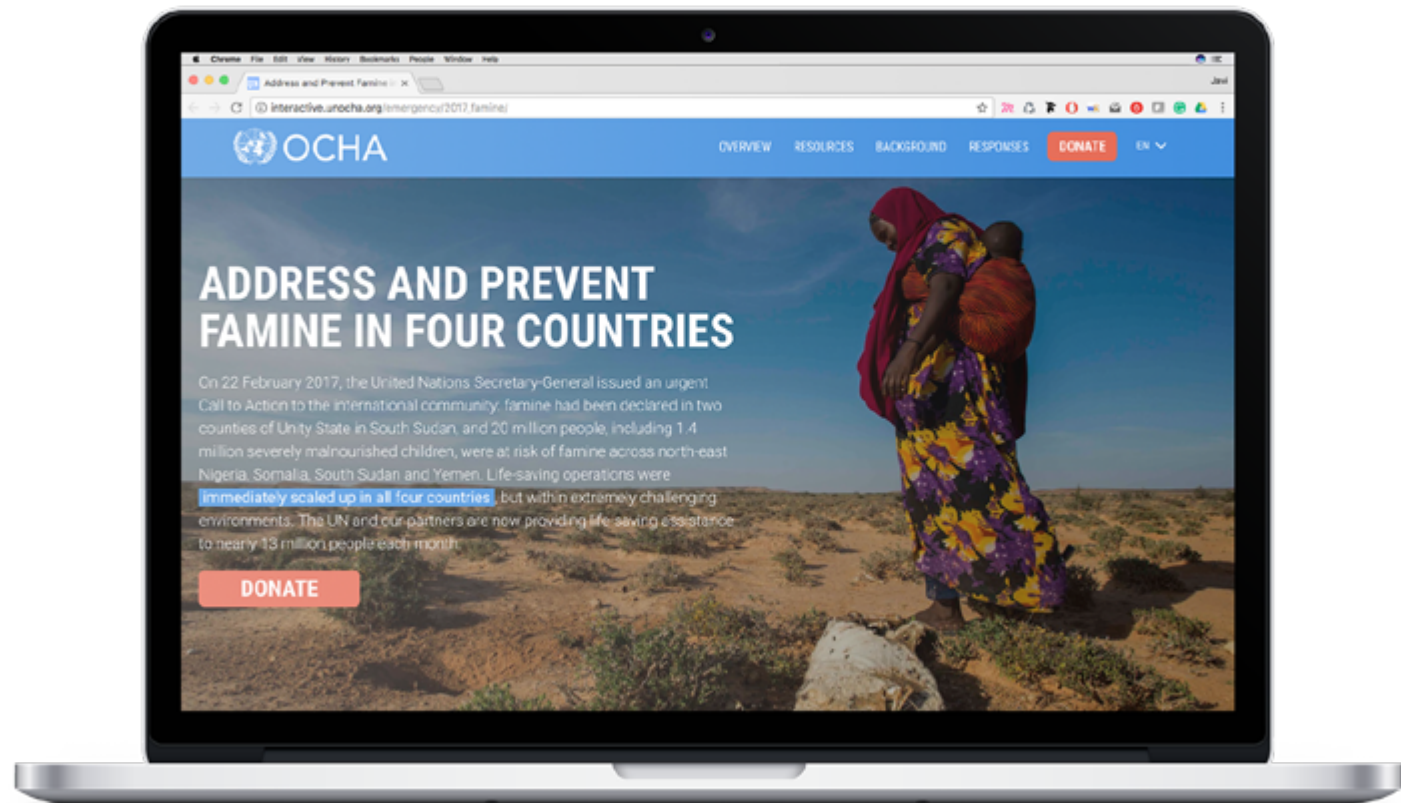 Chrome File Edit View History Bookmarks People Window Help
Address and Prevent Famine i
Javi
interactive.unocha.org/emergency/2017_famine/
OCHA
OVERVIEW RESOURCES BACKGROUND RESPONSES DONATE EN
ADDRESS AND PREVENT
FAMINE IN FOUR COUNTRIES
On 22 February 2017, the United Nations Secretary-General issued an urgent
Call to Action to the international community: famine had been declared in two
counties of Unity State in South Sudan, and 20 million people, including 1.4
million severely malnourished children, were at risk of famine across north-east
Nigeria, Somalia, South Sudan and Yemen. Life-saving operations were
immediately scaled up in all four countries, but within extremely challenging
environments. The UN and our partners are now providing life-saving assistance
to nearly 13 million people each month.
DONATE